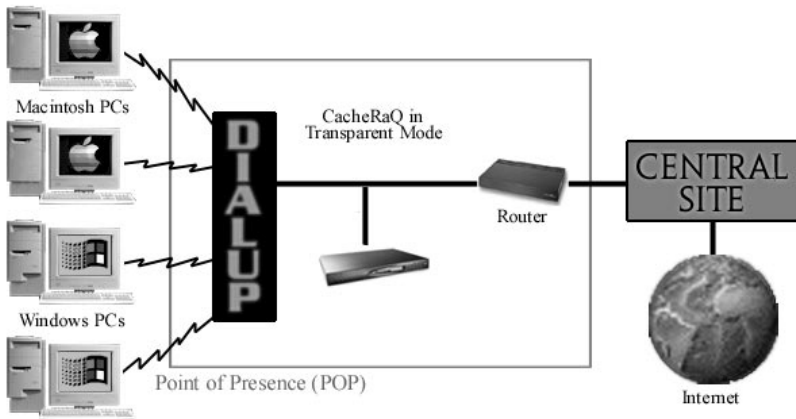 Macintosh PCs
CacheRaQ in
Transparent Mode
DIALUP
Router
CENTRAL
SITE
Windows PCs
Point of Presence (POP)
Internet